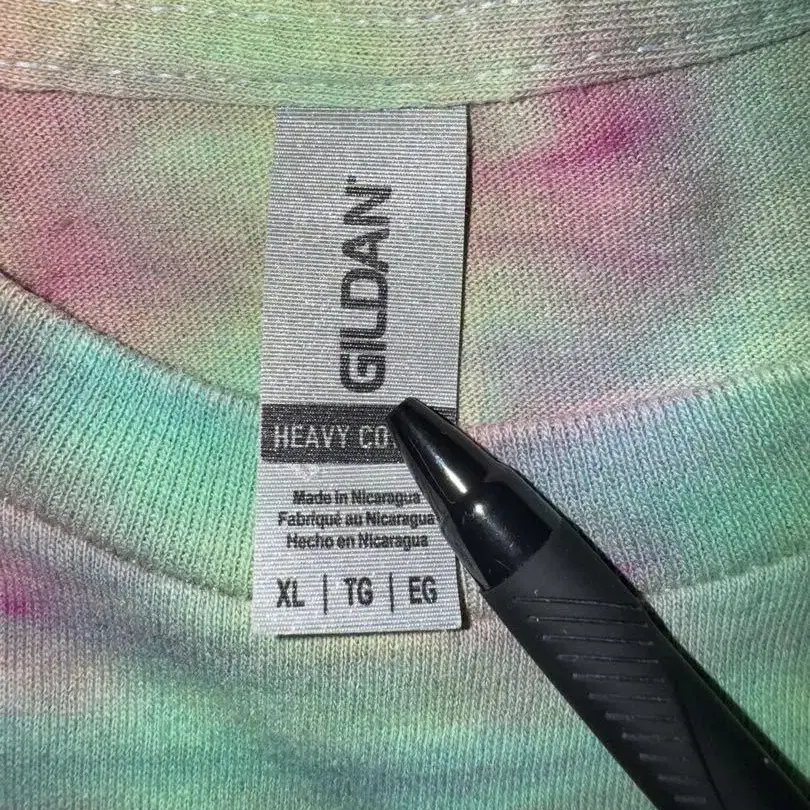 GILDAN
HEAVY CO
Made in Nicaragua
Fabriqué au Nicaragua
Hecho en Nicaragua
XL | TG | EG